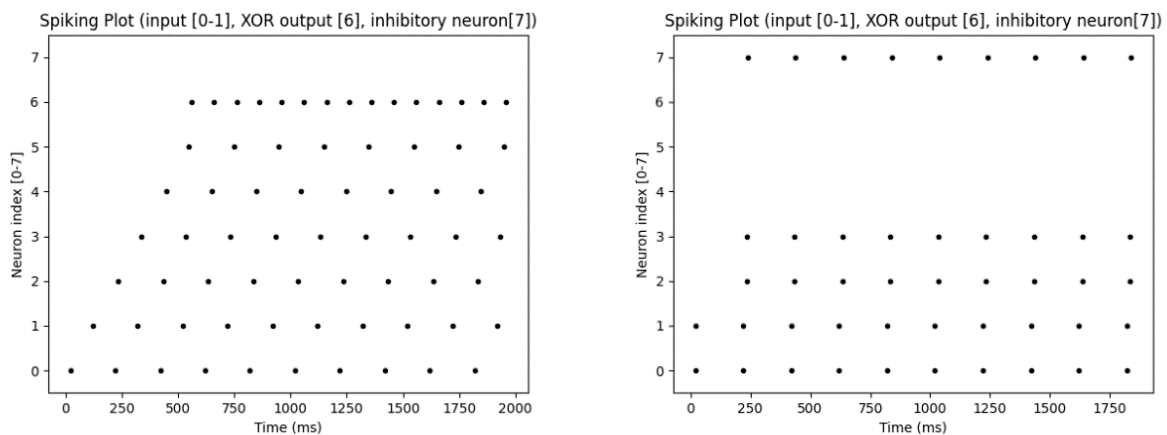 Spiking Plot (input [0-1], XOR output [6], inhibitory neuron[7])
7
6
5
4
3
2
1
0
Neuron index [0-7]
0 250 500 750 1000 1250 1500 1750 2000
Time (ms)
Spiking Plot (input [0-1], XOR output [6], inhibitory neuron[7])
7
6
5
4
3
2
1
0
Neuron index [0-7]
0 250 500 750 1000 1250 1500 1750
Time (ms)